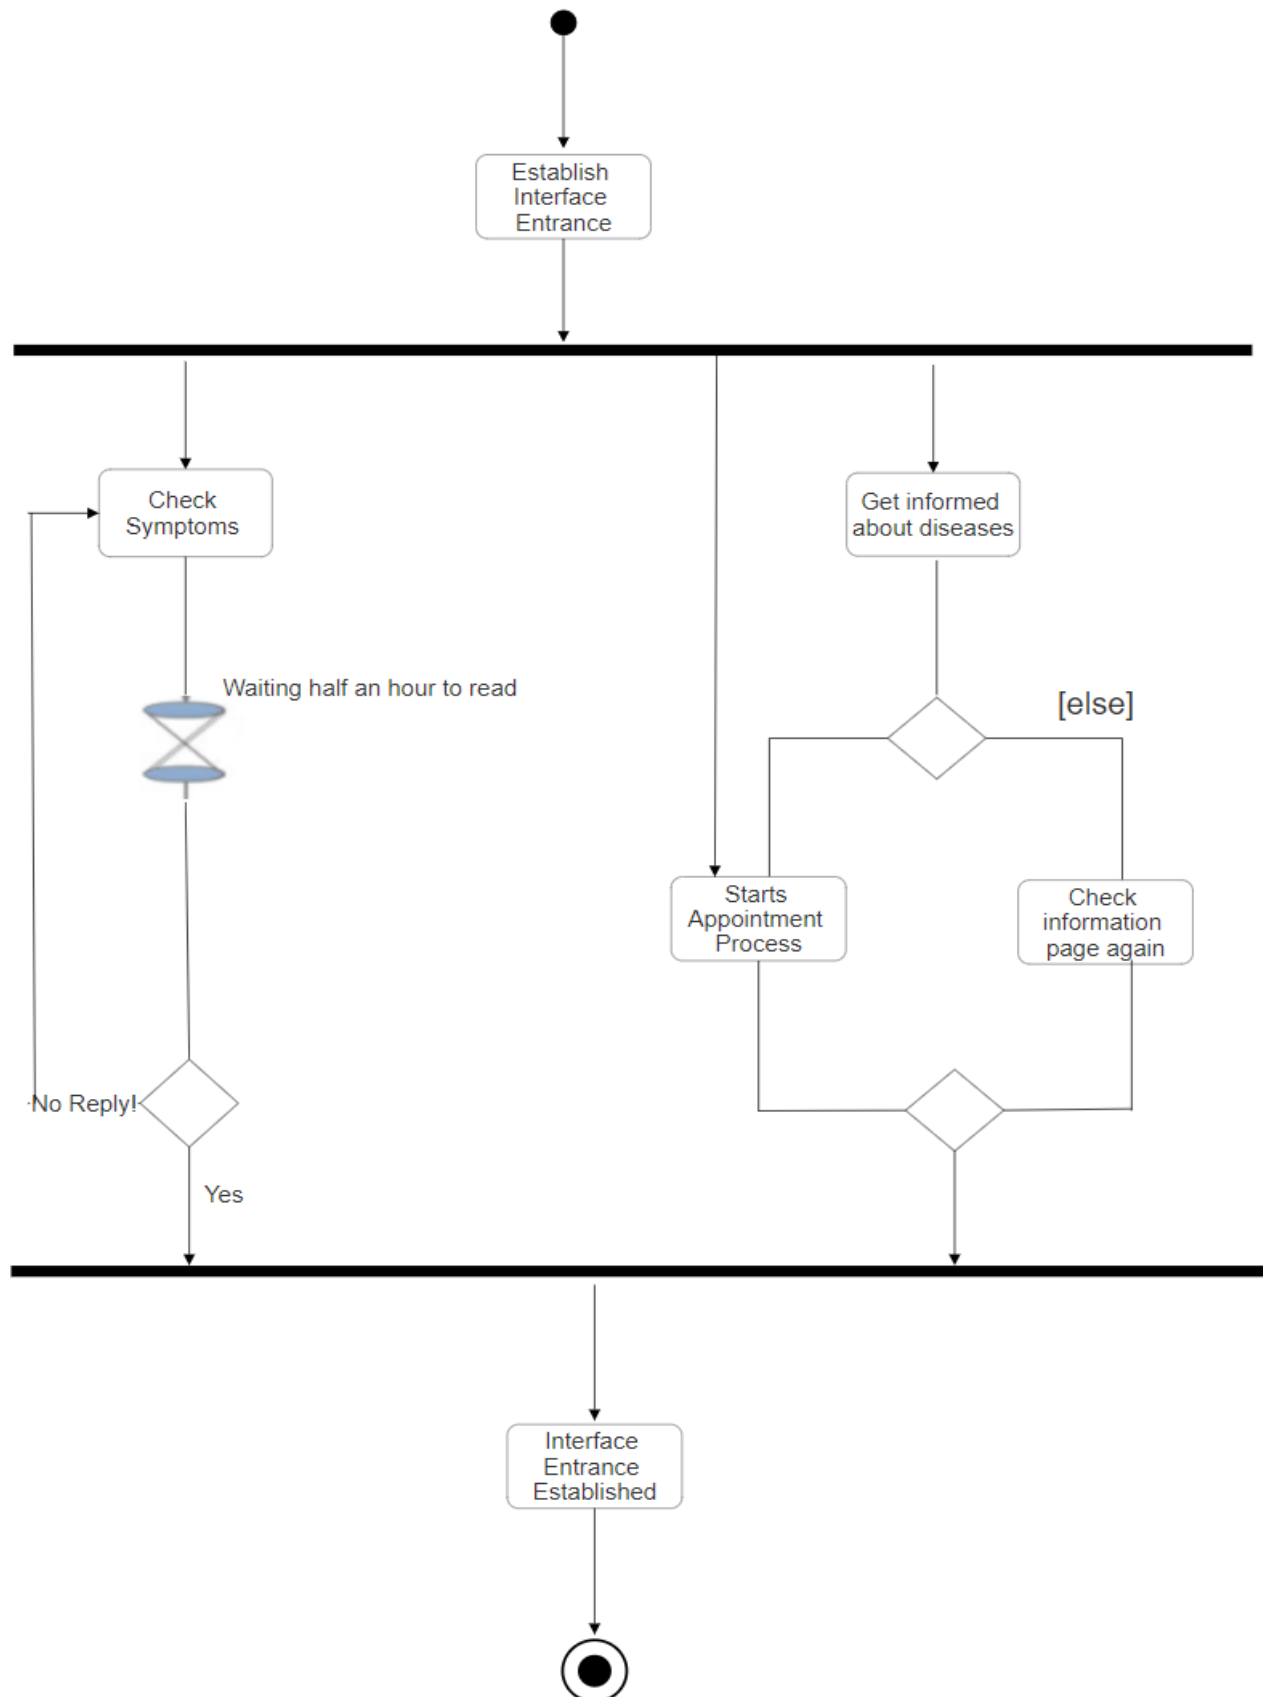 Establish
Interface
Entrance
Check
Symptoms
Get informed
about diseases
Waiting half an hour to read
[else]
Starts
Appointment
Process
Check
information
page again
No Reply!
Yes
Interface
Entrance
Established